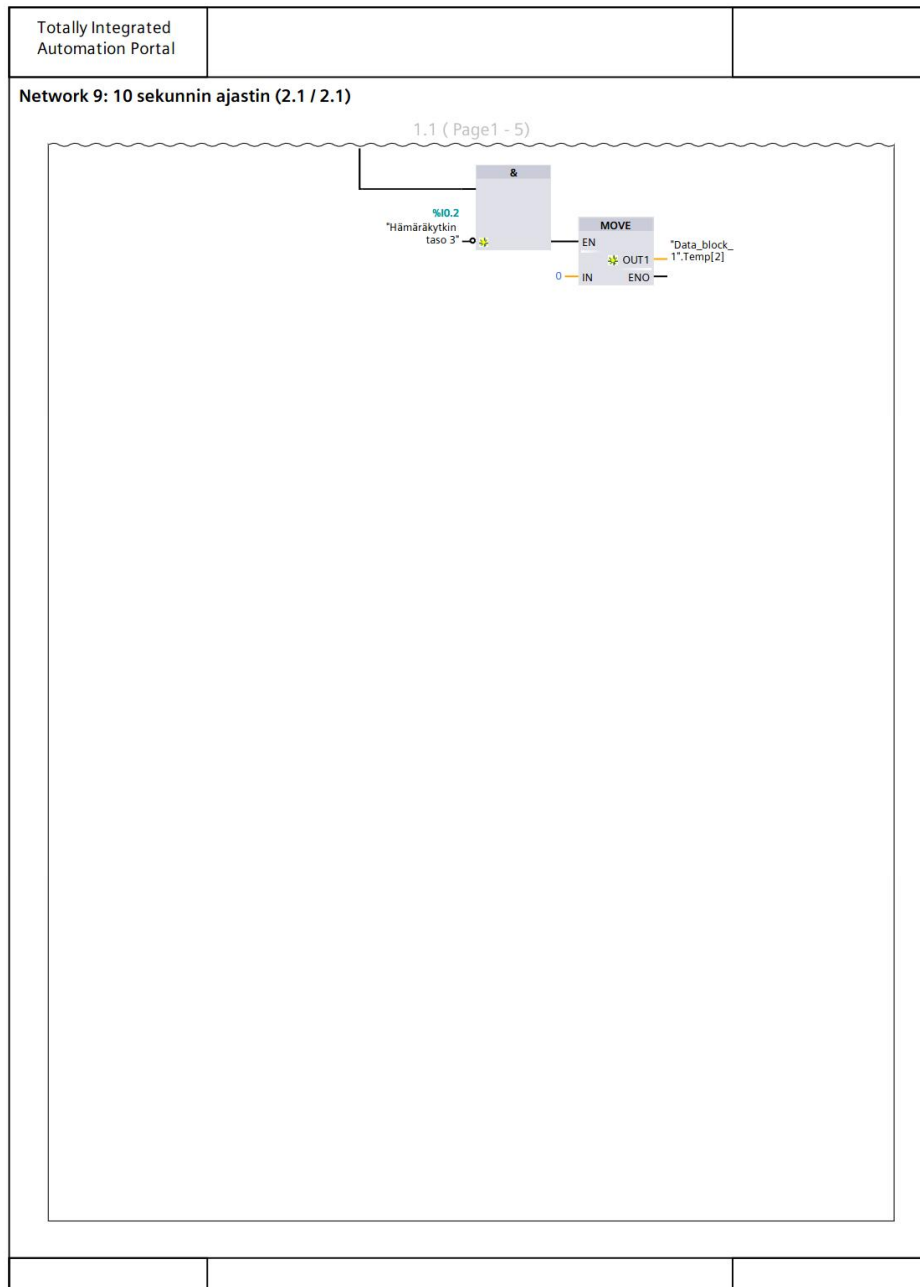 Totally Integrated
Automation Portal
Network 9: 10 sekunnin ajastin (2.1 / 2.1)
1.1 ( Page1 - 5)
&
%I0.2
"Hämäräkytkin
taso 3"
MOVE
EN
OUT1
"Data_block_
1".Temp[2]
0
IN
ENO